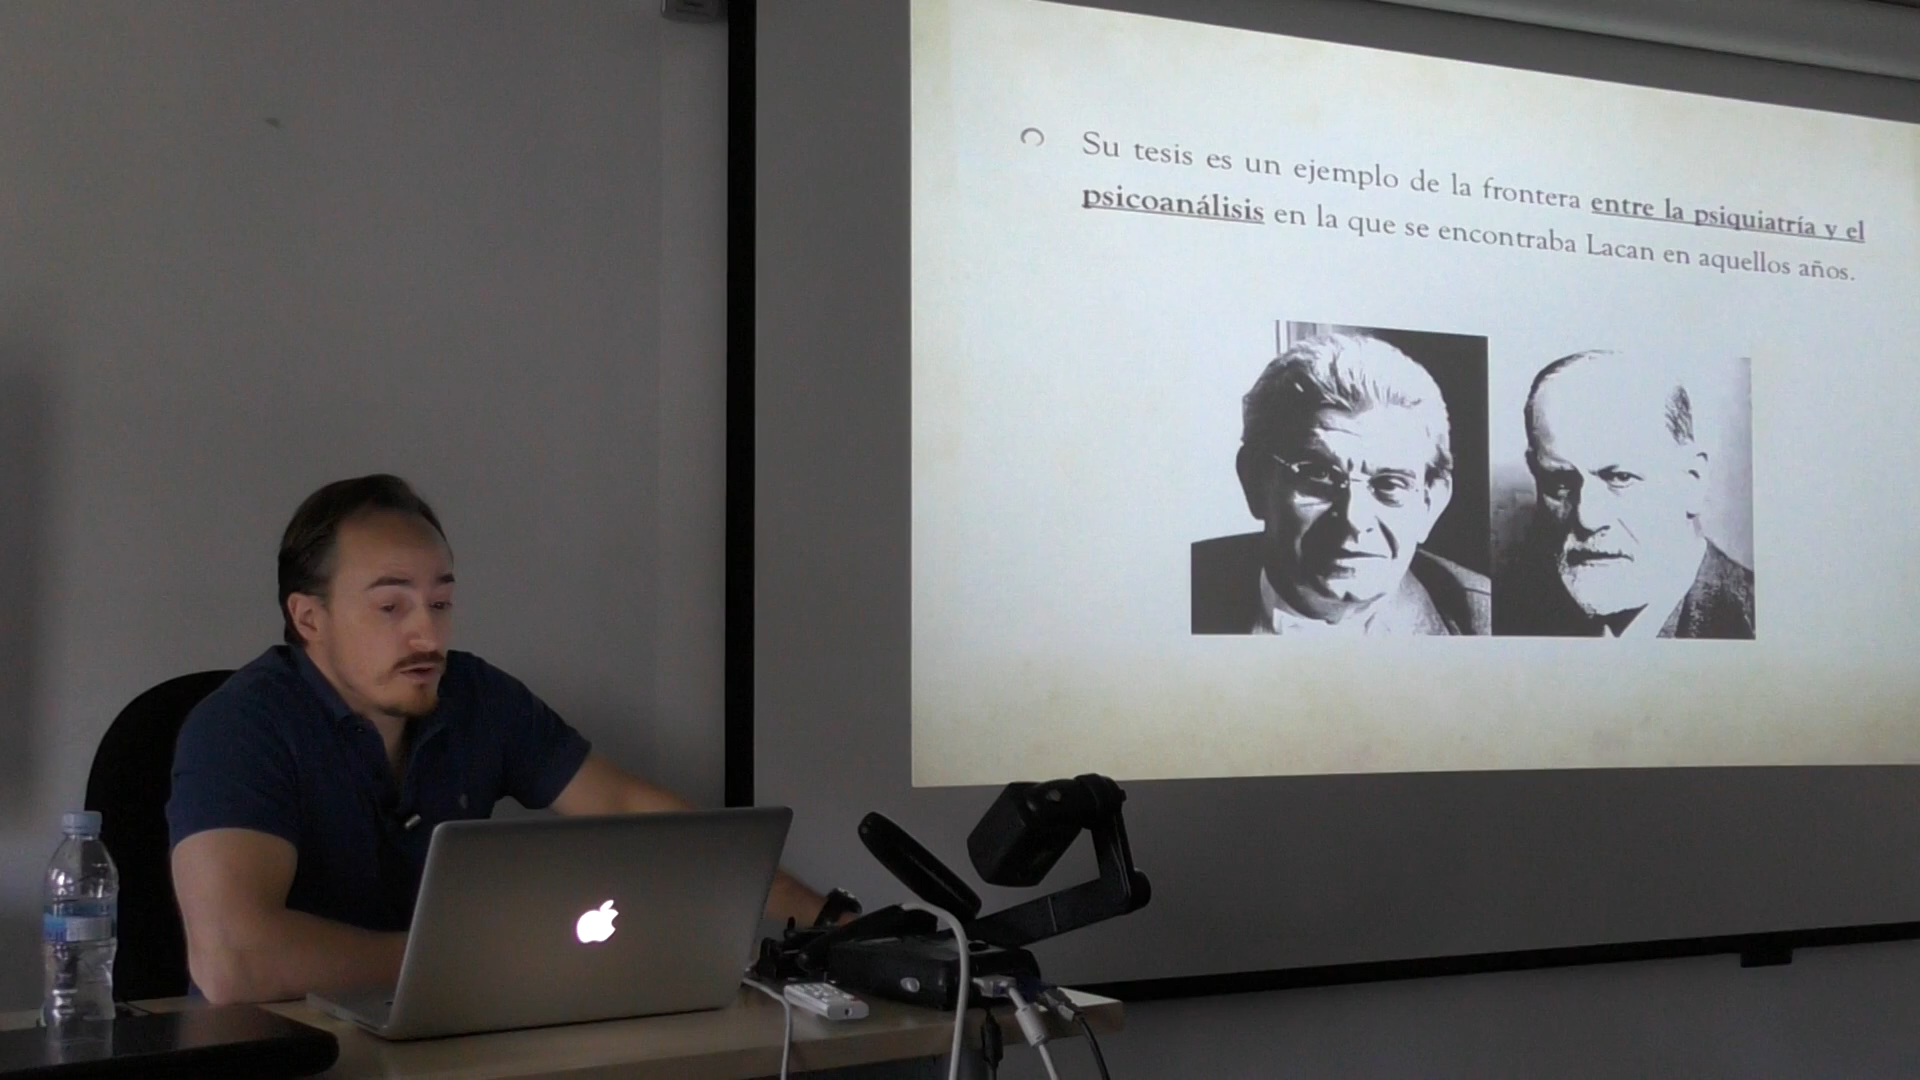 Su tesis es un ejemplo de la frontera entre la psiquiatría y el
psicoanálisis en la que se encontraba Lacan en aquellos años.